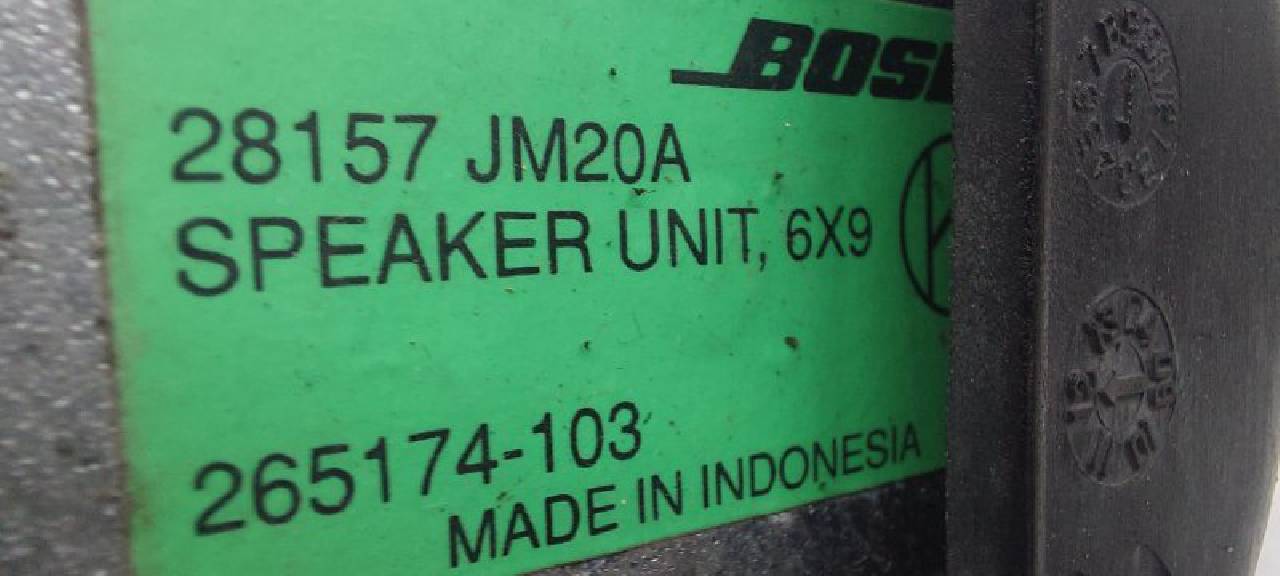 BOSE
28157 JM20A
SPEAKER UNIT, 6X9
265174-103
MADE IN INDONESIA